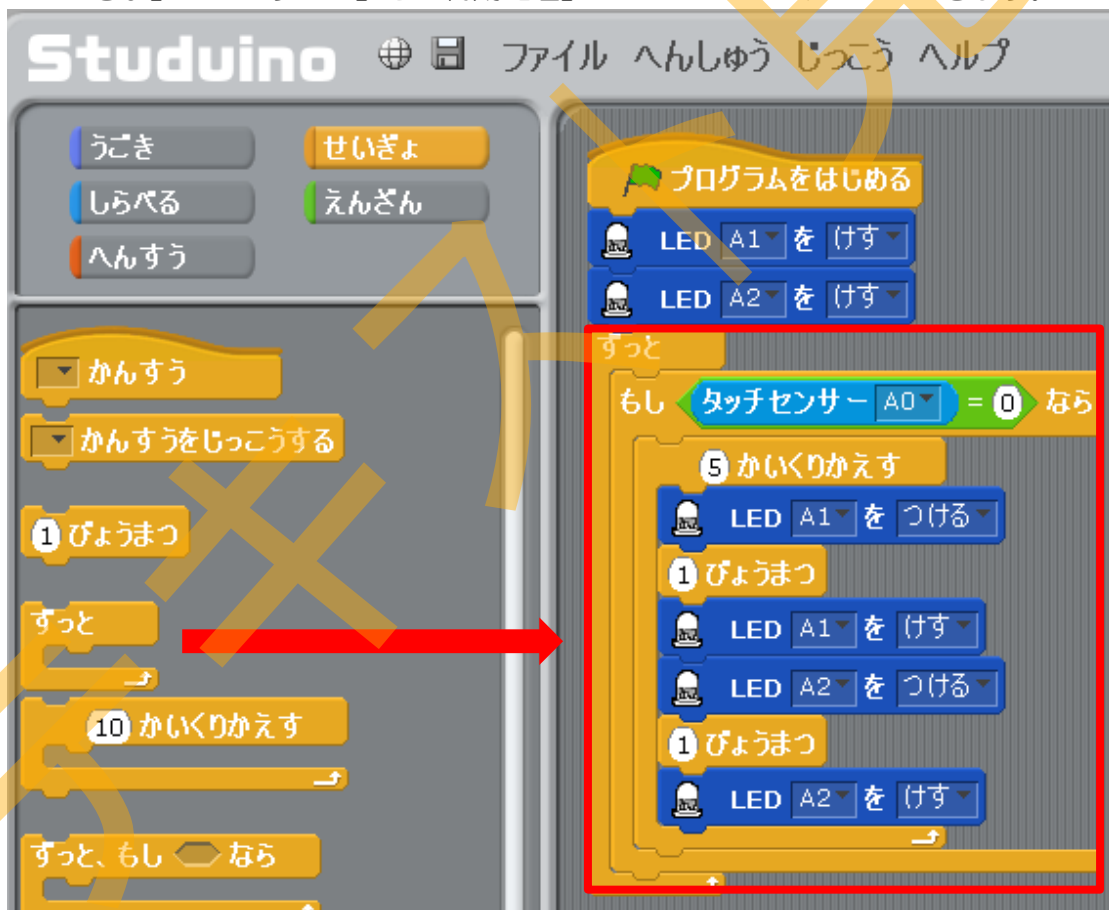 Studuino ファイル へんしゅう じっこう ヘルプ
うごき せいぎょ
しらべる えんざん
へんすう
かんすう
かんすうをじっこうする
1 びょうまつ
ずっと
10 かいくりかえす
ずっと、もし なら
プログラムをはじめる
LED A1 を けす
LED A2 を けす
ずっと
もし タッチセンサー A0 = 0 なら
5 かいくりかえす
LED A1 を つける
1 びょうまつ
LED A1 を けす
LED A2 を つける
1 びょうまつ
LED A2 を けす